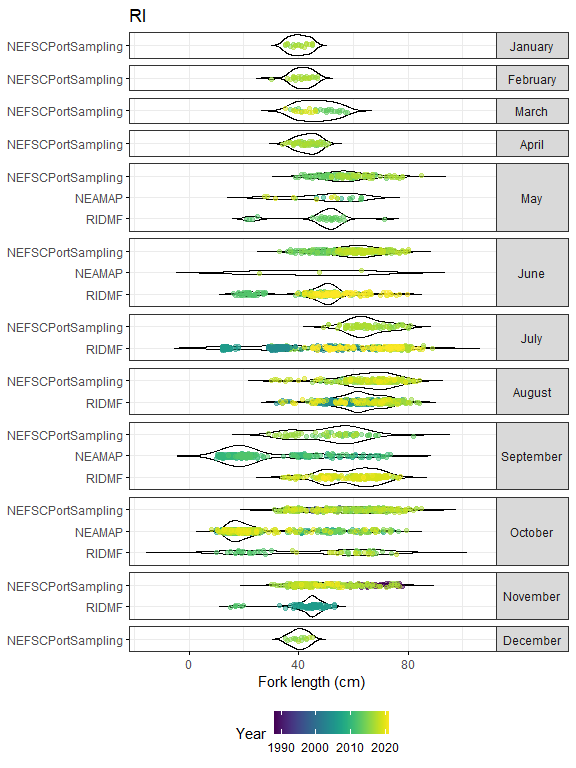 RI
NEFSCPortSampling January
NEFSCPortSampling February
NEFSCPortSampling March
NEFSCPortSampling April
NEFSCPortSampling
NEAMAP May
RIDMF
NEFSCPortSampling
NEAMAP June
RIDMF
NEFSCPortSampling
July
RIDMF
NEFSCPortSampling
August
RIDMF
NEFSCPortSampling
NEAMAP September
RIDMF
NEFSCPortSampling
NEAMAP October
RIDMF
NEFSCPortSampling
November
RIDMF
NEFSCPortSampling December
0 40 80
Fork length (cm)
Year
1990 2000 2010 2020